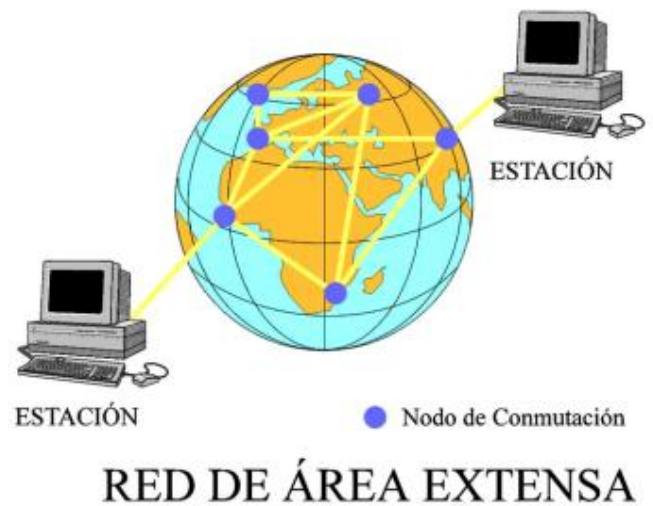 ESTACIÓN
ESTACIÓN
Nodo de Conmutación
RED DE ÁREA EXTENSA